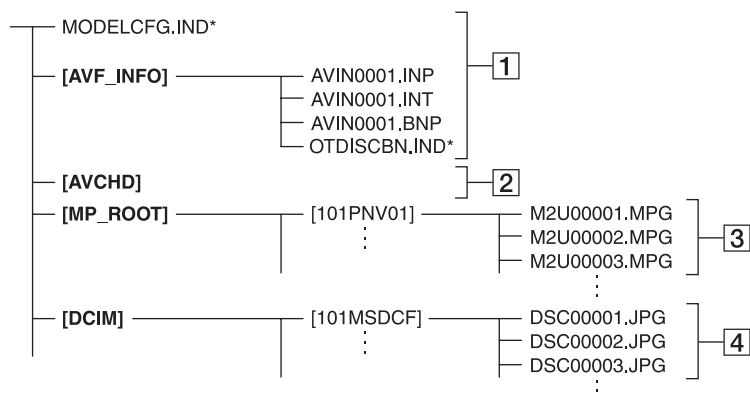 MODELCFG.IND*
[AVF_INFO]
AVIN0001.INP
AVIN0001.INT
AVIN0001.BNP
OTDISCBN.IND*
1
[AVCHD]
2
[MP_ROOT]
[101PNV01]
M2U00001.MPG
M2U00002.MPG
M2U00003.MPG
3
[DCIM]
[101MSDCF]
DSC00001.JPG
DSC00002.JPG
DSC00003.JPG
4